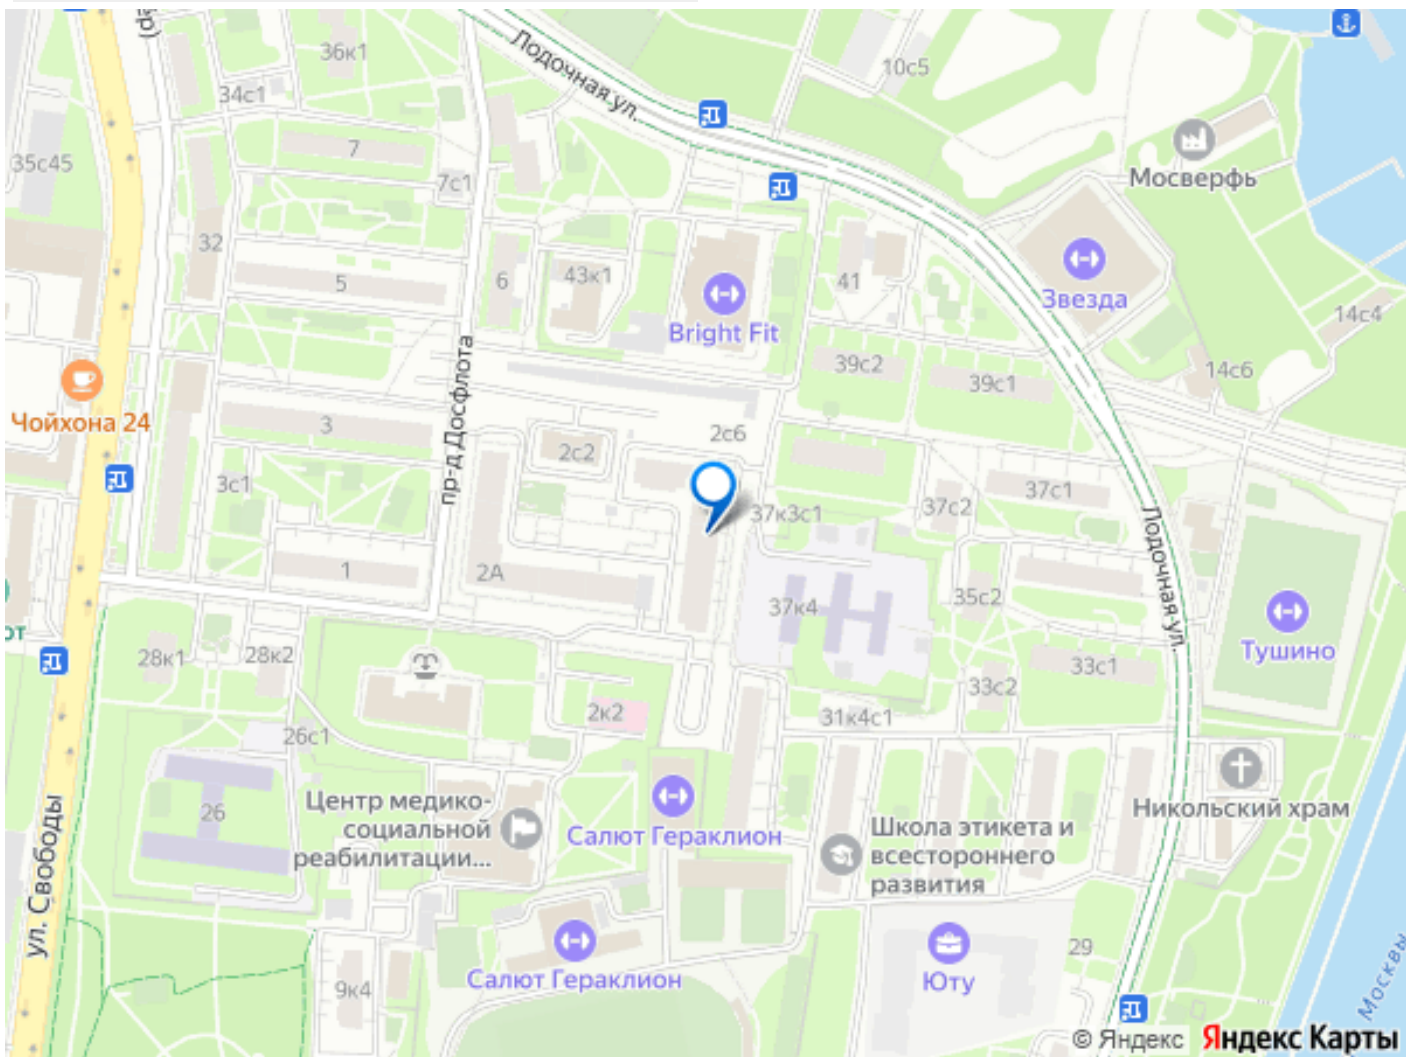 36к1
34с1
35с45
7
7с1
32
5
6
43к1
Bright Fit
Лодочная ул.
10с5
Мосверфь
Звезда
41
14с4
14с6
39с2
39с1
Чойхона 24
пр-д Досфлота
3
3с1
2с2
2с6
37к3с1
37с2
37с1
Лодочная ул.
1
2А
37к4
35с2
Тушино
от
28к1
28к2
2к2
33с1
33с2
31к4с1
26с1
26
Центр медико-
социальной
реабилитации...
Салют Гераклион
Школа этикета и
всестороннего
развития
Никольский храм
ул. Свободы
Салют Гераклион
9к4
Юту
29
Москвы
© Яндекс Яндекс Карты